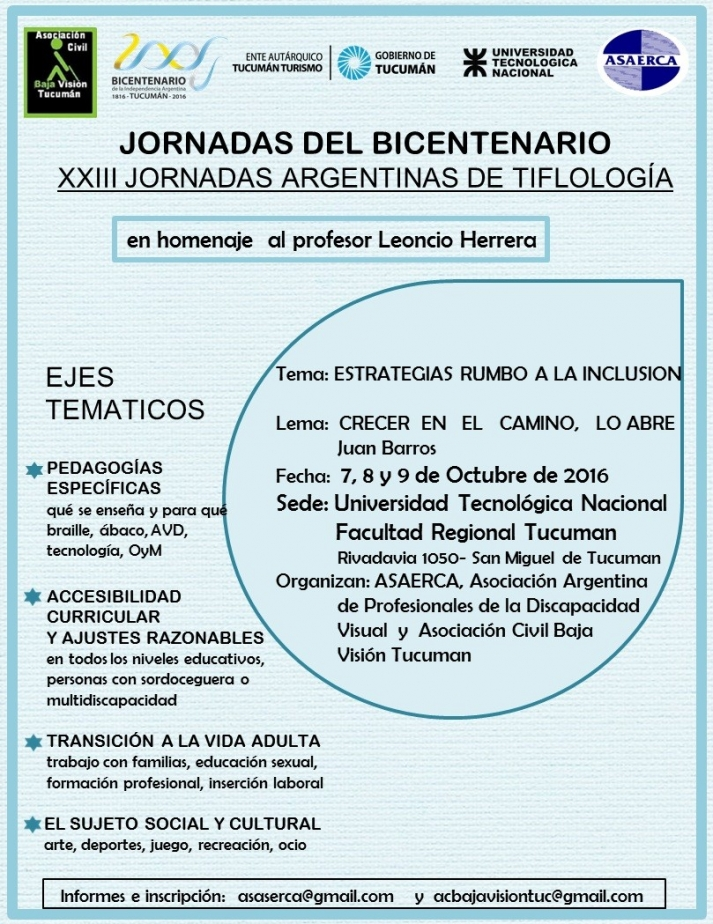 Asociación
Civil
Baja Visión
Tucumán
BICENTENARIO
de la Independencia Argentina
1816 - TUCUMÁN - 2016
ENTE AUTÁRQUICO
TUCUMÁN TURISMO
GOBIERNO DE
TUCUMÁN
UNIVERSIDAD
TECNOLOGICA
NACIONAL
ASAERCA
JORNADAS DEL BICENTENARIO
XXIII JORNADAS ARGENTINAS DE TIFLOLOGÍA
en homenaje al profesor Leoncio Herrera
EJES
TEMATICOS
PEDAGOGÍAS
ESPECÍFICAS
qué se enseña y para qué
braille, ábaco, AVD,
tecnología, OyM
ACCESIBILIDAD
CURRICULAR
Y AJUSTES RAZONABLES
en todos los niveles educativos,
personas con sordoceguera o
multidiscapacidad
TRANSICIÓN A LA VIDA ADULTA
trabajo con familias, educación sexual,
formación profesional, inserción laboral
EL SUJETO SOCIAL Y CULTURAL
arte, deportes, juego, recreación, ocio
Tema: ESTRATEGIAS RUMBO A LA INCLUSION
Lema: CRECER EN EL CAMINO, LO ABRE
Juan Barros
Fecha: 7, 8 y 9 de Octubre de 2016
Sede: Universidad Tecnológica Nacional
Facultad Regional Tucuman
Rivadavia 1050- San Miguel de Tucuman
Organizan: ASAERCA, Asociación Argentina
de Profesionales de la Discapacidad
Visual y Asociación Civil Baja
Visión Tucuman
Informes e inscripción: asaserca@gmail.com y acbajavisiontuc@gmail.com